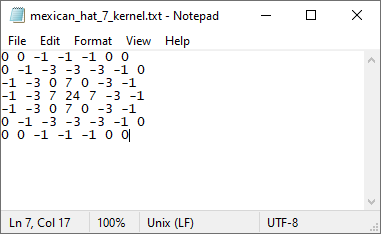 mexican_hat_7_kernel.txt - Notepad
File Edit Format View Help
0 0 -1 -1 -1 0 0
0 -1 -3 -3 -3 -1 0
-1 -3 0 7 0 -3 -1
-1 -3 7 24 7 -3 -1
-1 -3 0 7 0 -3 -1
0 -1 -3 -3 -3 -1 0
0 0 -1 -1 -1 0 0
Ln 7, Col 17 100% Unix (LF) UTF-8